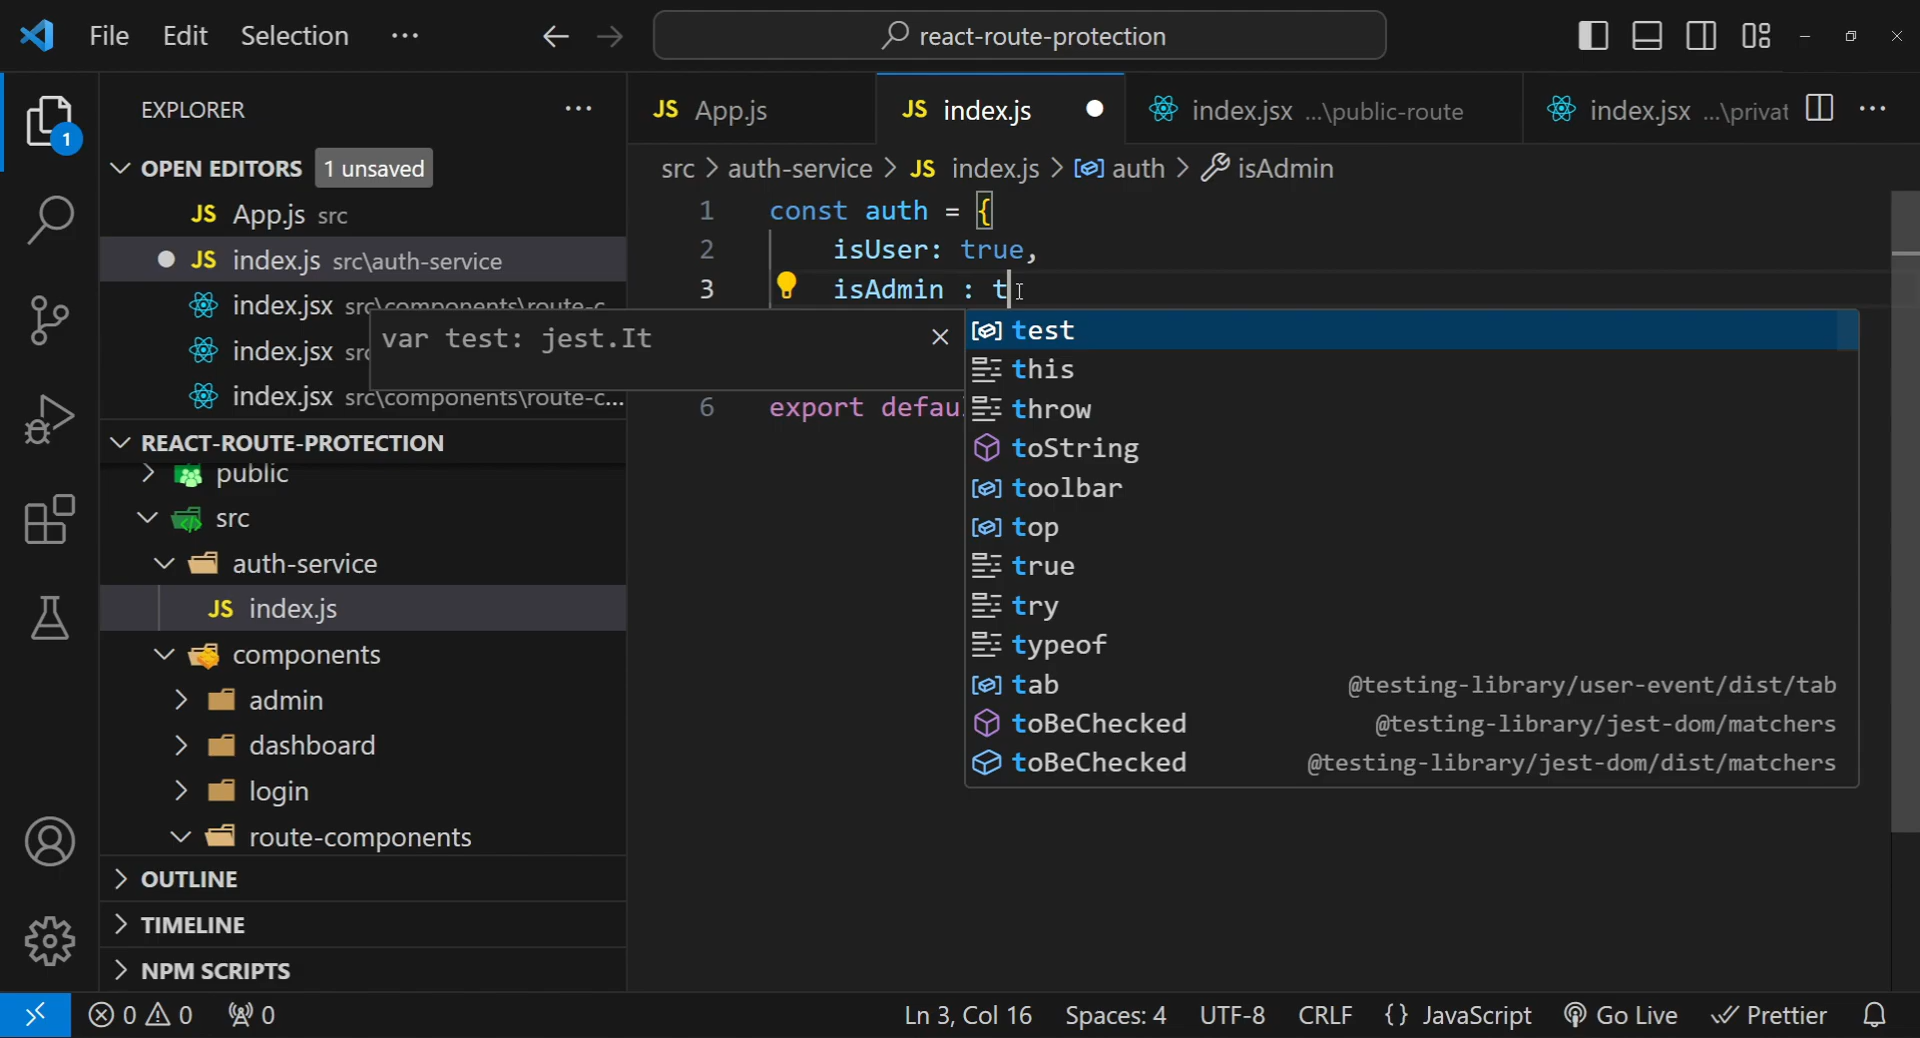 File Edit Selection ···
react-route-protection
EXPLORER ···
OPEN EDITORS 1 unsaved
JS App.js src
JS index.js src\auth-service
index.jsx src\components\route-c...
index.jsx src
index.jsx src\components\route-c...
REACT-ROUTE-PROTECTION
public
src
auth-service
JS index.js
components
admin
dashboard
login
route-components
OUTLINE
TIMELINE
NPM SCRIPTS
1
JS App.js
JS index.js
index.jsx ...\public-route
index.jsx ...\privat
···
src > auth-service > JS index.js > auth > isAdmin
1 const auth = {
2 isUser: true,
3 isAdmin : t
var test: jest.It
6 export defau
test
this
throw
toString
toolbar
top
true
try
typeof
tab @testing-library/user-event/dist/tab
toBeChecked @testing-library/jest-dom/matchers
toBeChecked @testing-library/jest-dom/dist/matchers
0 0 0
Ln 3, Col 16 Spaces: 4 UTF-8 CRLF {} JavaScript Go Live Prettier